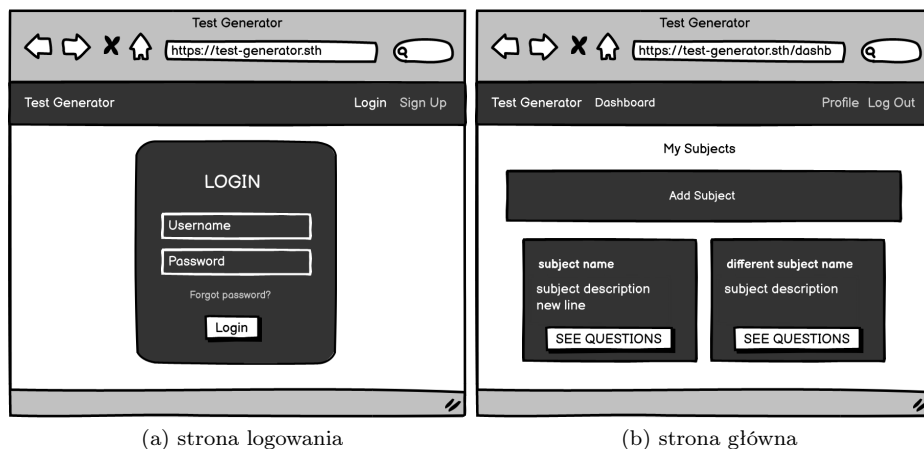 Test Generator
https://test-generator.sth
Test Generator Login Sign Up
LOGIN
Username
Password
Forgot password?
Login
(a) strona logowania
Test Generator
https://test-generator.sth/dashb
Test Generator Dashboard Profile Log Out
My Subjects
Add Subject
subject name
subject description
new line
SEE QUESTIONS
different subject name
subject description
SEE QUESTIONS
(b) strona główna